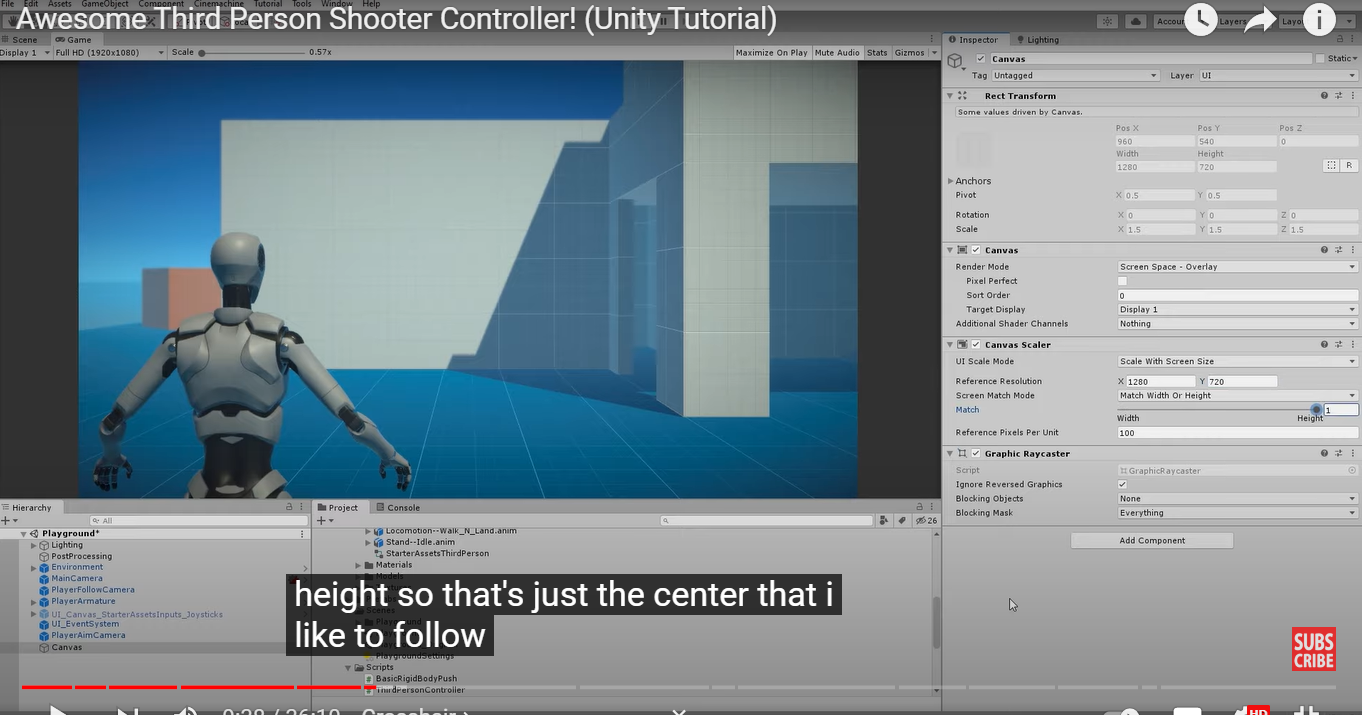 File Edit Assets GameObject Component Cinemachine Tutorial Tools Window Help
Awesome Third Person Shooter Controller! (Unity Tutorial)
Layers
Scene Game
Display 1 Full HD (1920x1080) Scale 0.57x Maximize On Play Mute Audio Stats Gizmos
Inspector Lighting
Canvas Static
Tag Untagged Layer UI
Rect Transform
Some values driven by Canvas.
Pos X Pos Y Pos Z
960 540 0
Width Height
1280 720
R
Anchors
Pivot X 0.5 Y 0.5
Rotation X 0 Y 0 Z 0
Scale X 1.5 Y 1.5 Z 1.5
Canvas
Render Mode Screen Space - Overlay
Pixel Perfect
Sort Order 0
Target Display Display 1
Additional Shader Channels Nothing
Canvas Scaler
UI Scale Mode Scale With Screen Size
Reference Resolution X 1280 Y 720
Screen Match Mode Match Width Or Height
Match 1
Width Height
Reference Pixels Per Unit 100
Graphic Raycaster
Script GraphicRaycaster
Ignore Reversed Graphics
Blocking Objects None
Blocking Mask Everything
Add Component
Hierarchy
All
Playground*
Lighting
PostProcessing
Environment
MainCamera
PlayerFollowCamera
PlayerArmature
UI_Canvas_StarterAssetsInputs_Joysticks
UI_EventSystem
PlayerAimCamera
Canvas
Project Console
26
Locomotion--Walk_N_Land.anim
Stand--Idle.anim
StarterAssetsThirdPerson
Materials
Models
Scenes
PlaygroundSettings
Scripts
BasicRigidBodyPush
ThirdPersonController
height so that's just the center that i
like to follow
SUBS
CRIBE
HD